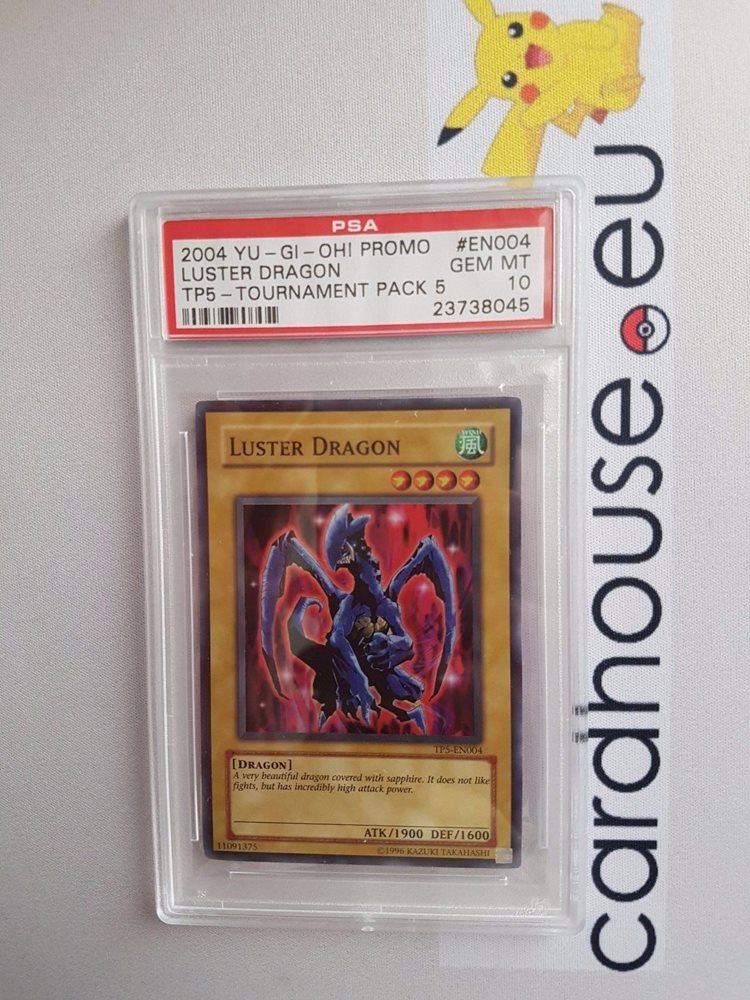 PSA
2004 YU-GI-OH! PROMO #EN004
LUSTER DRAGON GEM MT
TP5-TOURNAMENT PACK 5 10
23738045
LUSTER DRAGON
WIND
風
TP5-EN004
[DRAGON]
A very beautiful dragon covered with sapphire. It does not like
fights, but has incredibly high attack power.
ATK/1900 DEF/1600
11091375
©1996 KAZUKI TAKAHASHI
cardhouse.eu